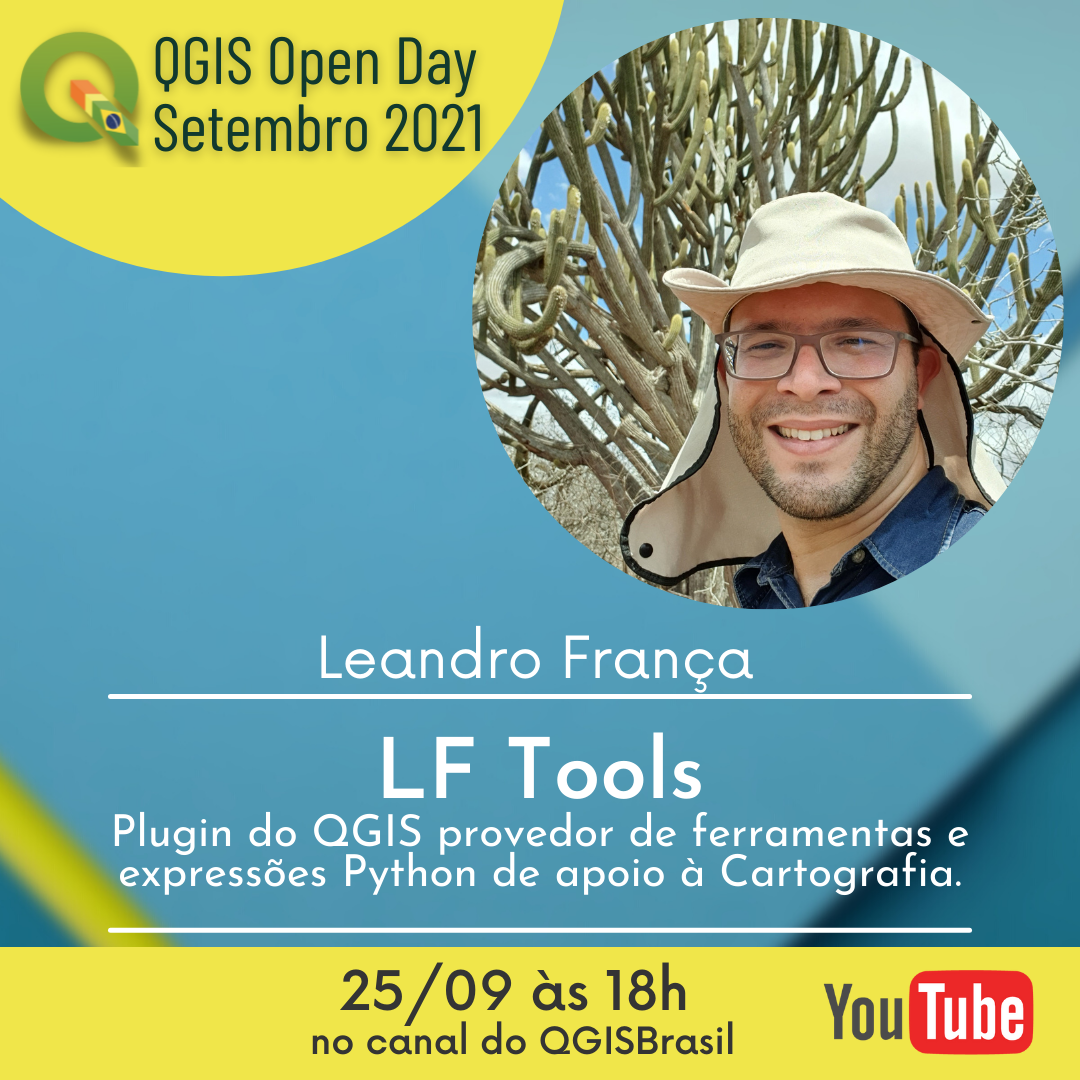 QGIS Open Day
Setembro 2021
Leandro França
LF Tools
Plugin do QGIS provedor de ferramentas e
expressões Python de apoio à Cartografia.
25/09 às 18h
no canal do QGISBrasil
YouTube